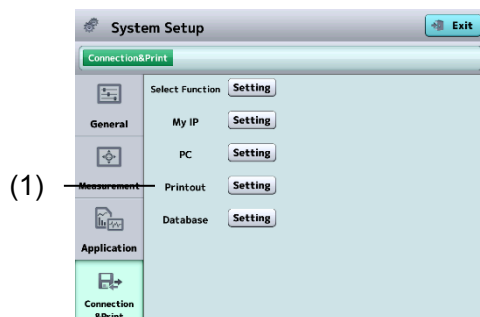 System Setup
Exit
Connection&Print
Select Function Setting
General
My IP Setting
PC Setting
Measurement
(1)
Printout Setting
Database Setting
Application
Connection
&Print